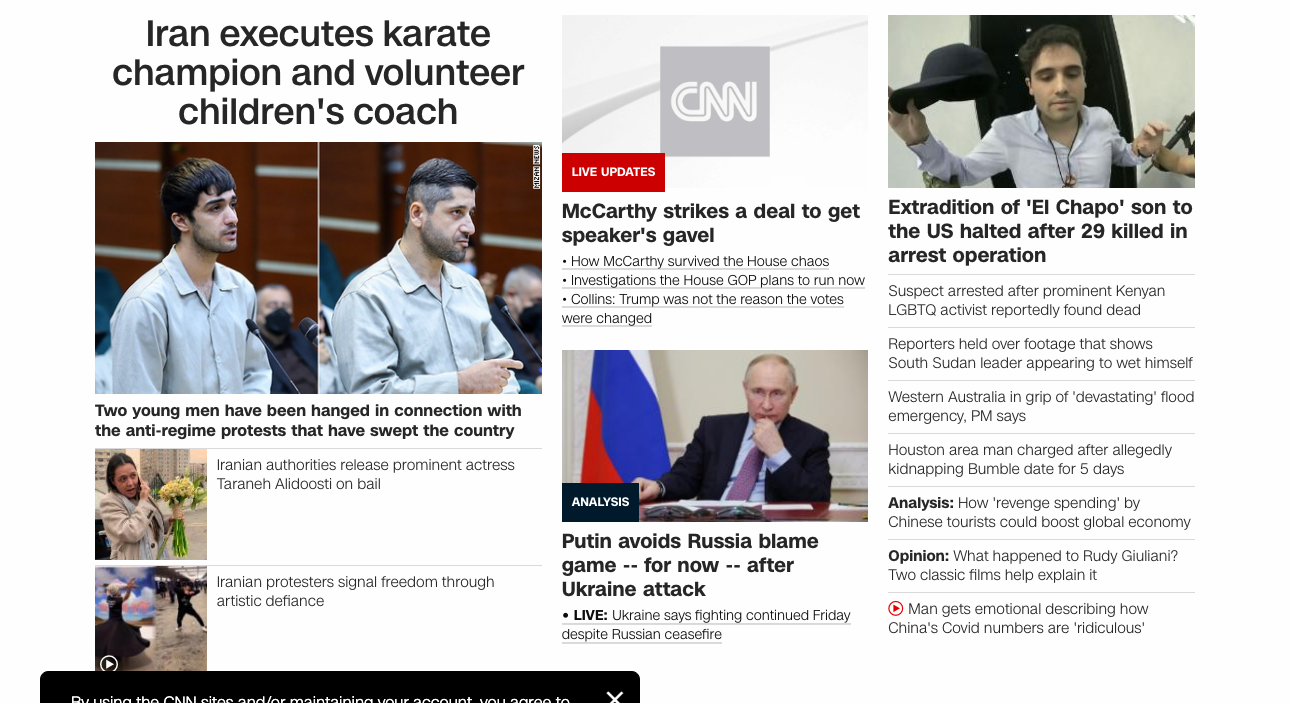 Iran executes karate
champion and volunteer
children's coach
MIZAN NEWS
Two young men have been hanged in connection with
the anti-regime protests that have swept the country
Iranian authorities release prominent actress
Taraneh Alidoosti on bail
Iranian protesters signal freedom through
artistic defiance
CNN
LIVE UPDATES
McCarthy strikes a deal to get
speaker's gavel
• How McCarthy survived the House chaos
• Investigations the House GOP plans to run now
• Collins: Trump was not the reason the votes
were changed
ANALYSIS
Putin avoids Russia blame
game -- for now -- after
Ukraine attack
• LIVE: Ukraine says fighting continued Friday
despite Russian ceasefire
Extradition of 'El Chapo' son to
the US halted after 29 killed in
arrest operation
Suspect arrested after prominent Kenyan
LGBTQ activist reportedly found dead
Reporters held over footage that shows
South Sudan leader appearing to wet himself
Western Australia in grip of 'devastating' flood
emergency, PM says
Houston area man charged after allegedly
kidnapping Bumble date for 5 days
Analysis: How 'revenge spending' by
Chinese tourists could boost global economy
Opinion: What happened to Rudy Giuliani?
Two classic films help explain it
Man gets emotional describing how
China's Covid numbers are 'ridiculous'
By using the CNN sites and/or maintaining your account, you agree to